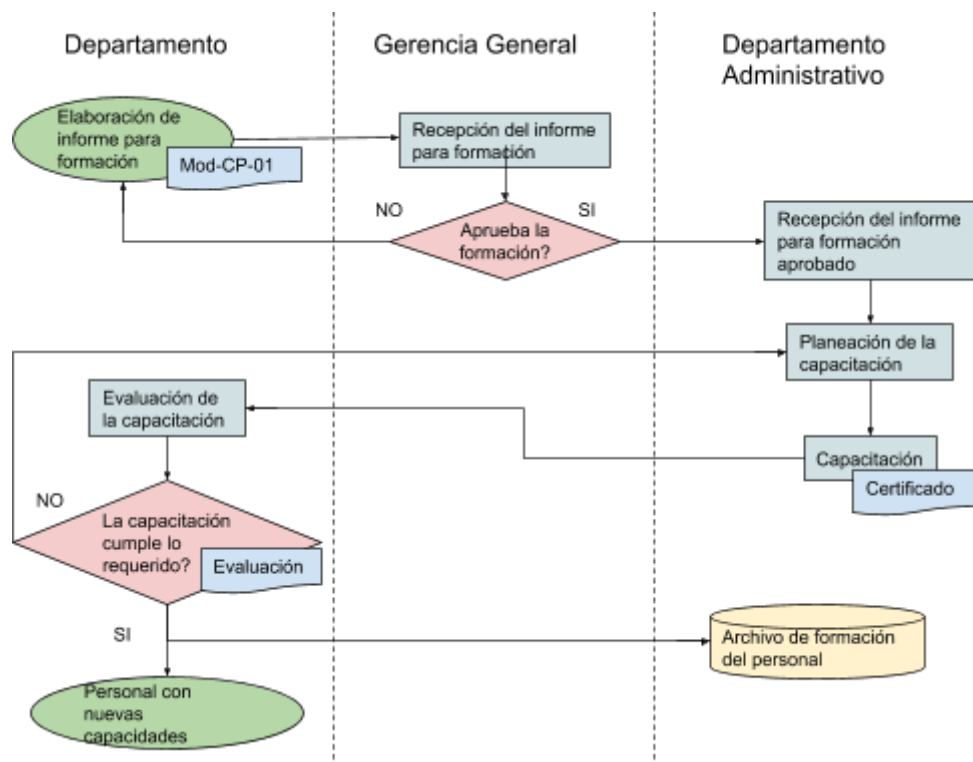 Departamento
Gerencia General
Departamento
Administrativo
Elaboración de
informe para
formación
Mod-CP-01
Recepción del informe
para formación
NO
SI
Aprueba la
formación?
Recepción del informe
para formación
aprobado
Planeación de la
capacitación
Evaluación de
la capacitación
Capacitación
Certificado
NO
La capacitación
cumple lo
requerido?
Evaluación
SI
Archivo de formación
del personal
Personal con
nuevas
capacidades